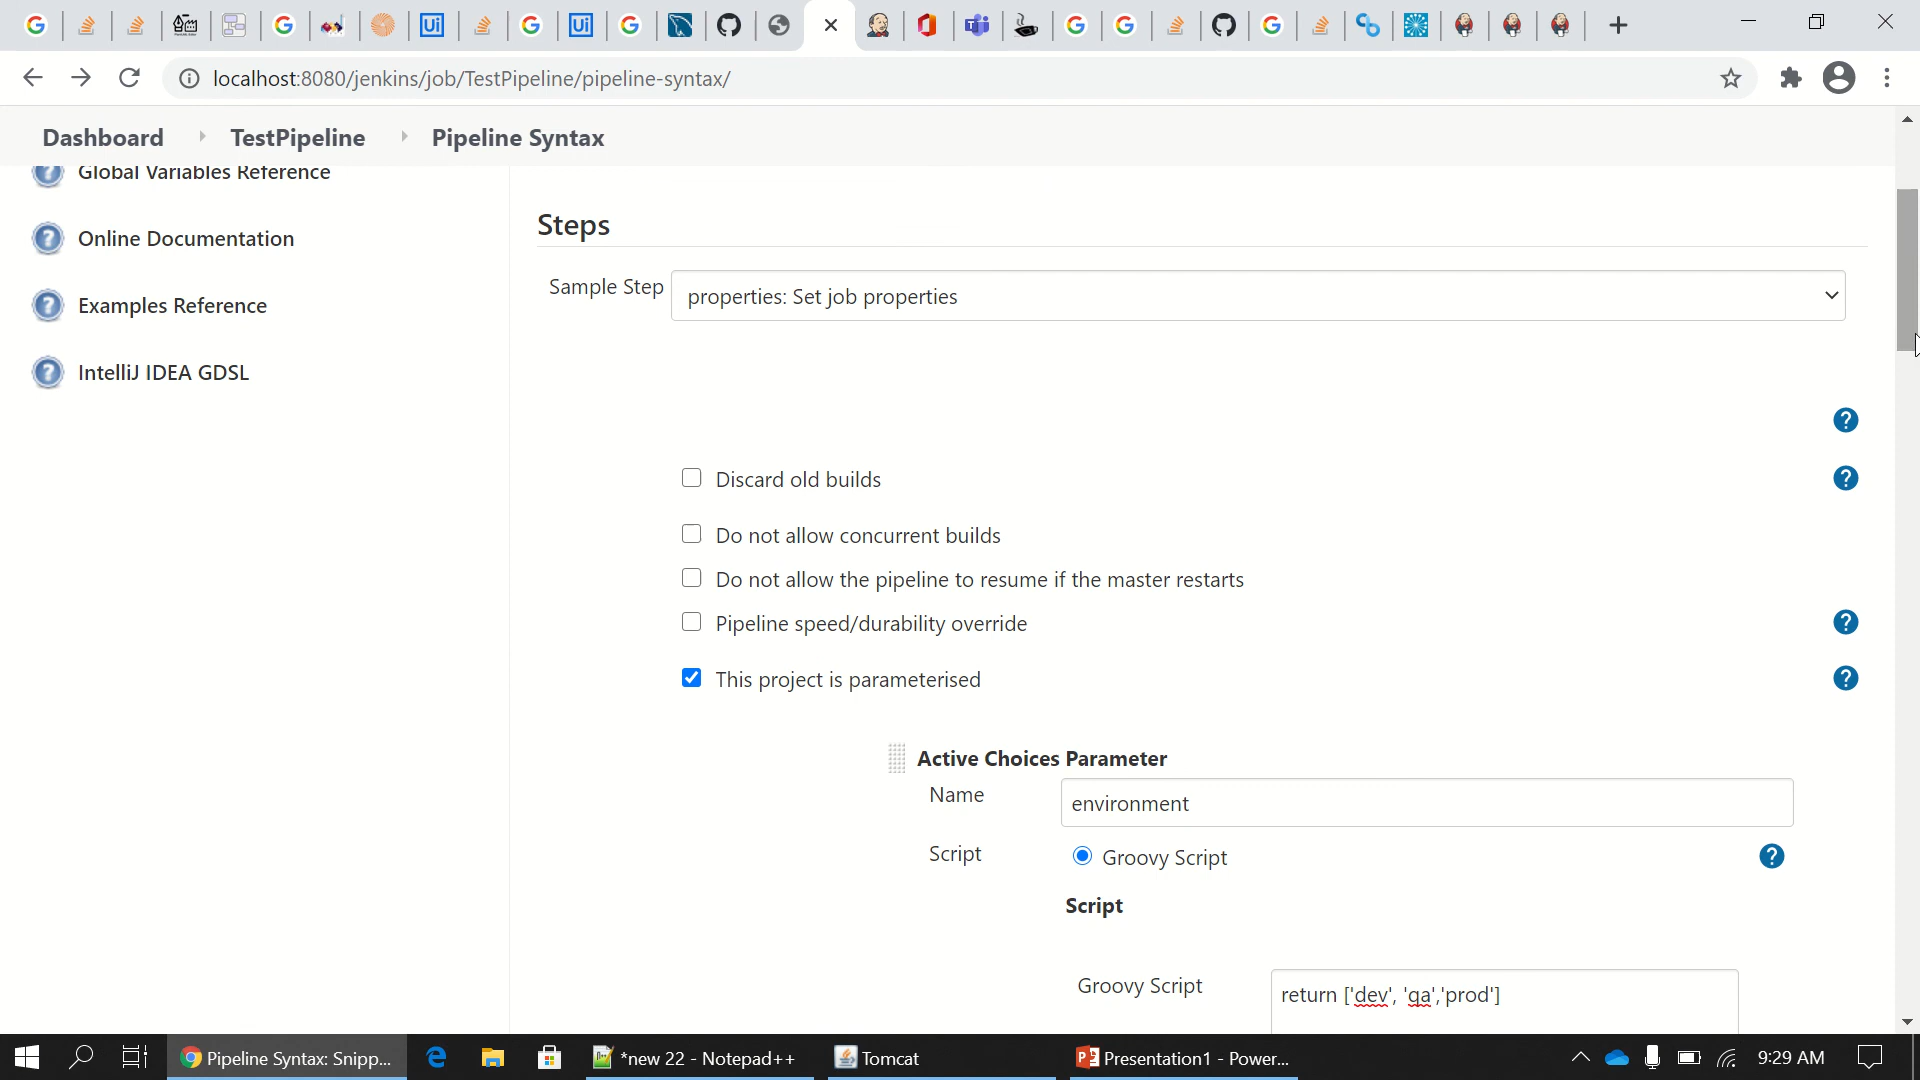 localhost:8080/jenkins/job/TestPipeline/pipeline-syntax/
Dashboard
TestPipeline
Pipeline Syntax
Global Variables Reference
Online Documentation
Examples Reference
IntelliJ IDEA GDSL
Steps
Sample Step
properties: Set job properties
Discard old builds
Do not allow concurrent builds
Do not allow the pipeline to resume if the master restarts
Pipeline speed/durability override
This project is parameterised
Active Choices Parameter
Name
environment
Script
Groovy Script
Script
Groovy Script
return ['dev', 'qa','prod']
Pipeline Syntax: Snipp...
*new 22 - Notepad++
Tomcat
Presentation1 - Power...
9:29 AM